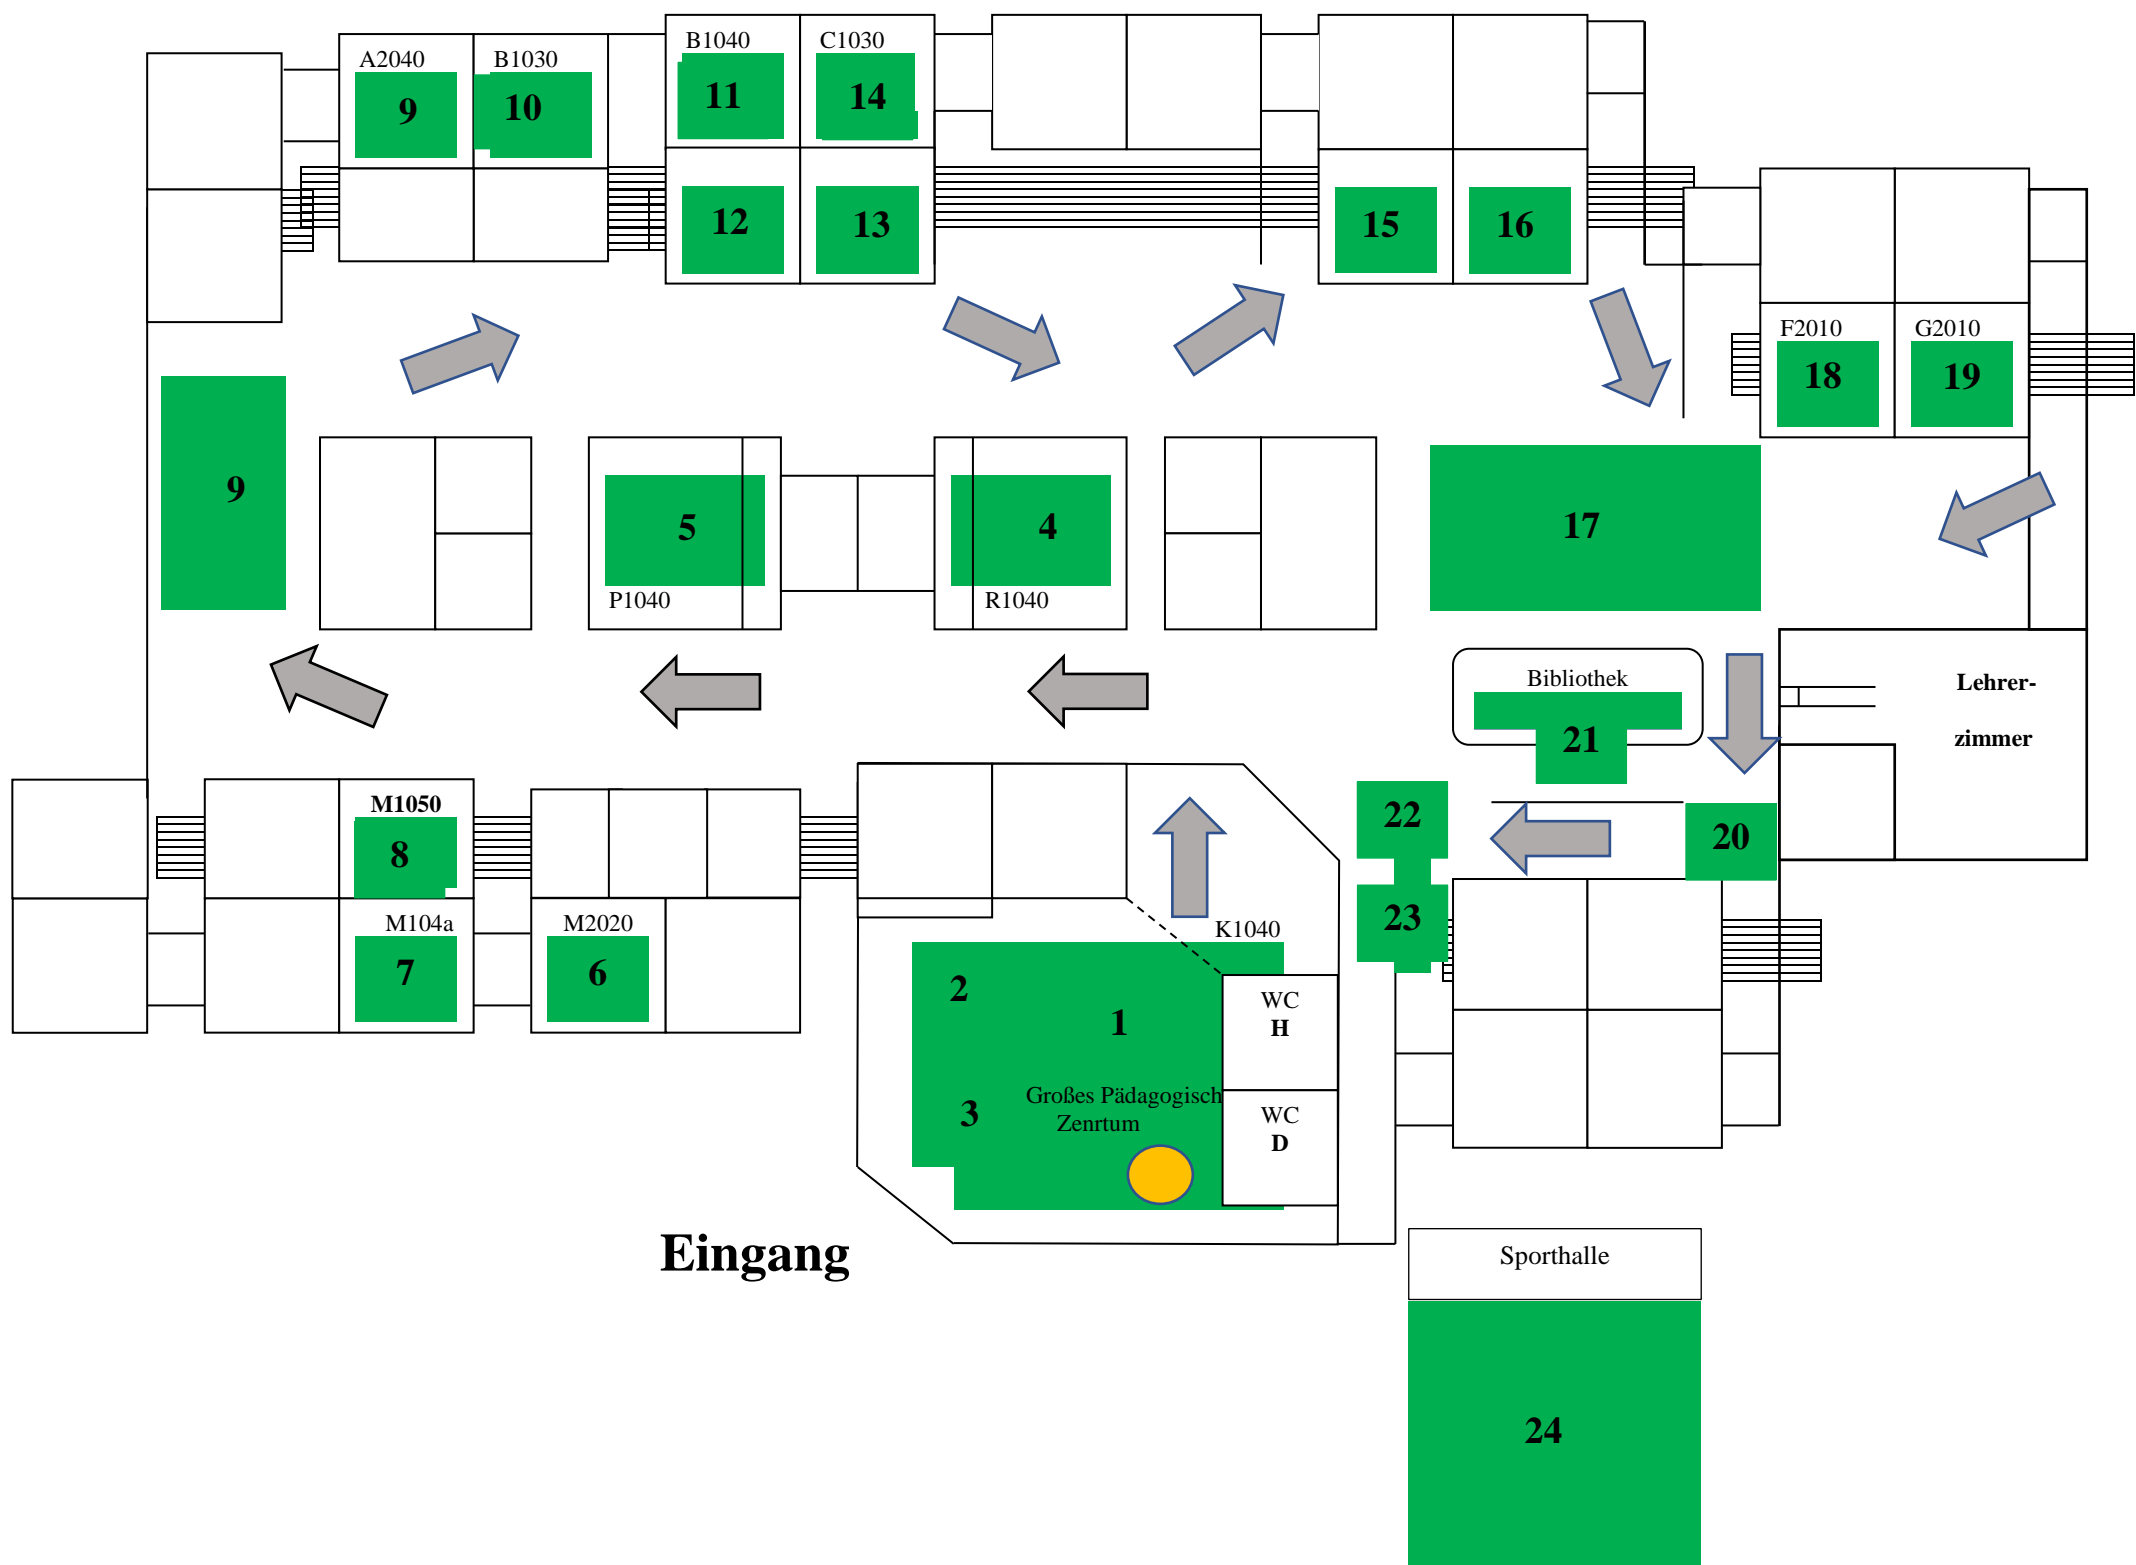 B1040
C1030
A2040
B1030
11
14
9
10
12
13
15
16
F2010
G2010
18
19
9
5
4
17
P1040
R1040
Bibliothek
21
Lehrer-
zimmer
M1050
8
22
20
M104a
M2020
K1040
23
7
6
2
1
WC
H
3
Großes Pädagogisch
Zenrtum
WC
D
Eingang
Sporthalle
24